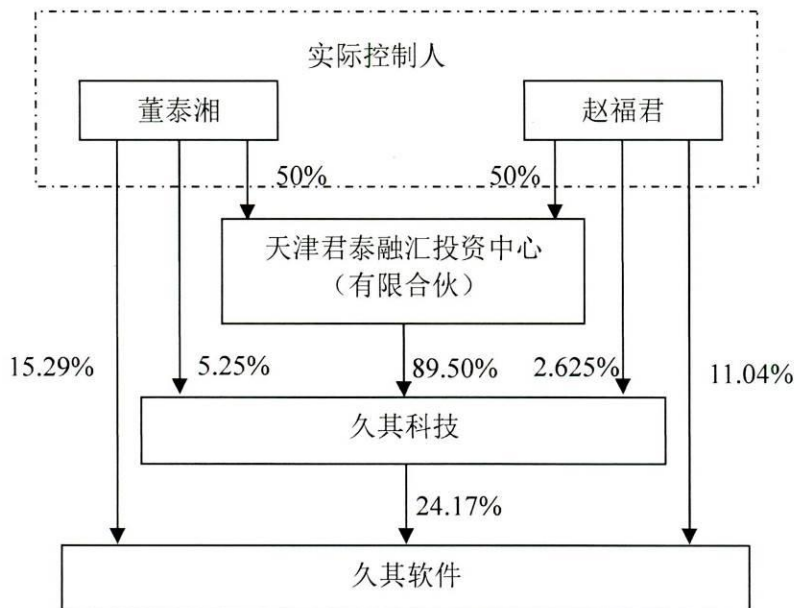 实际控制人
董泰湘
赵福君
50%
50%
天津君泰融汇投资中心
（有限合伙）
15.29%
5.25%
89.50%
2.625%
11.04%
久其科技
24.17%
久其软件